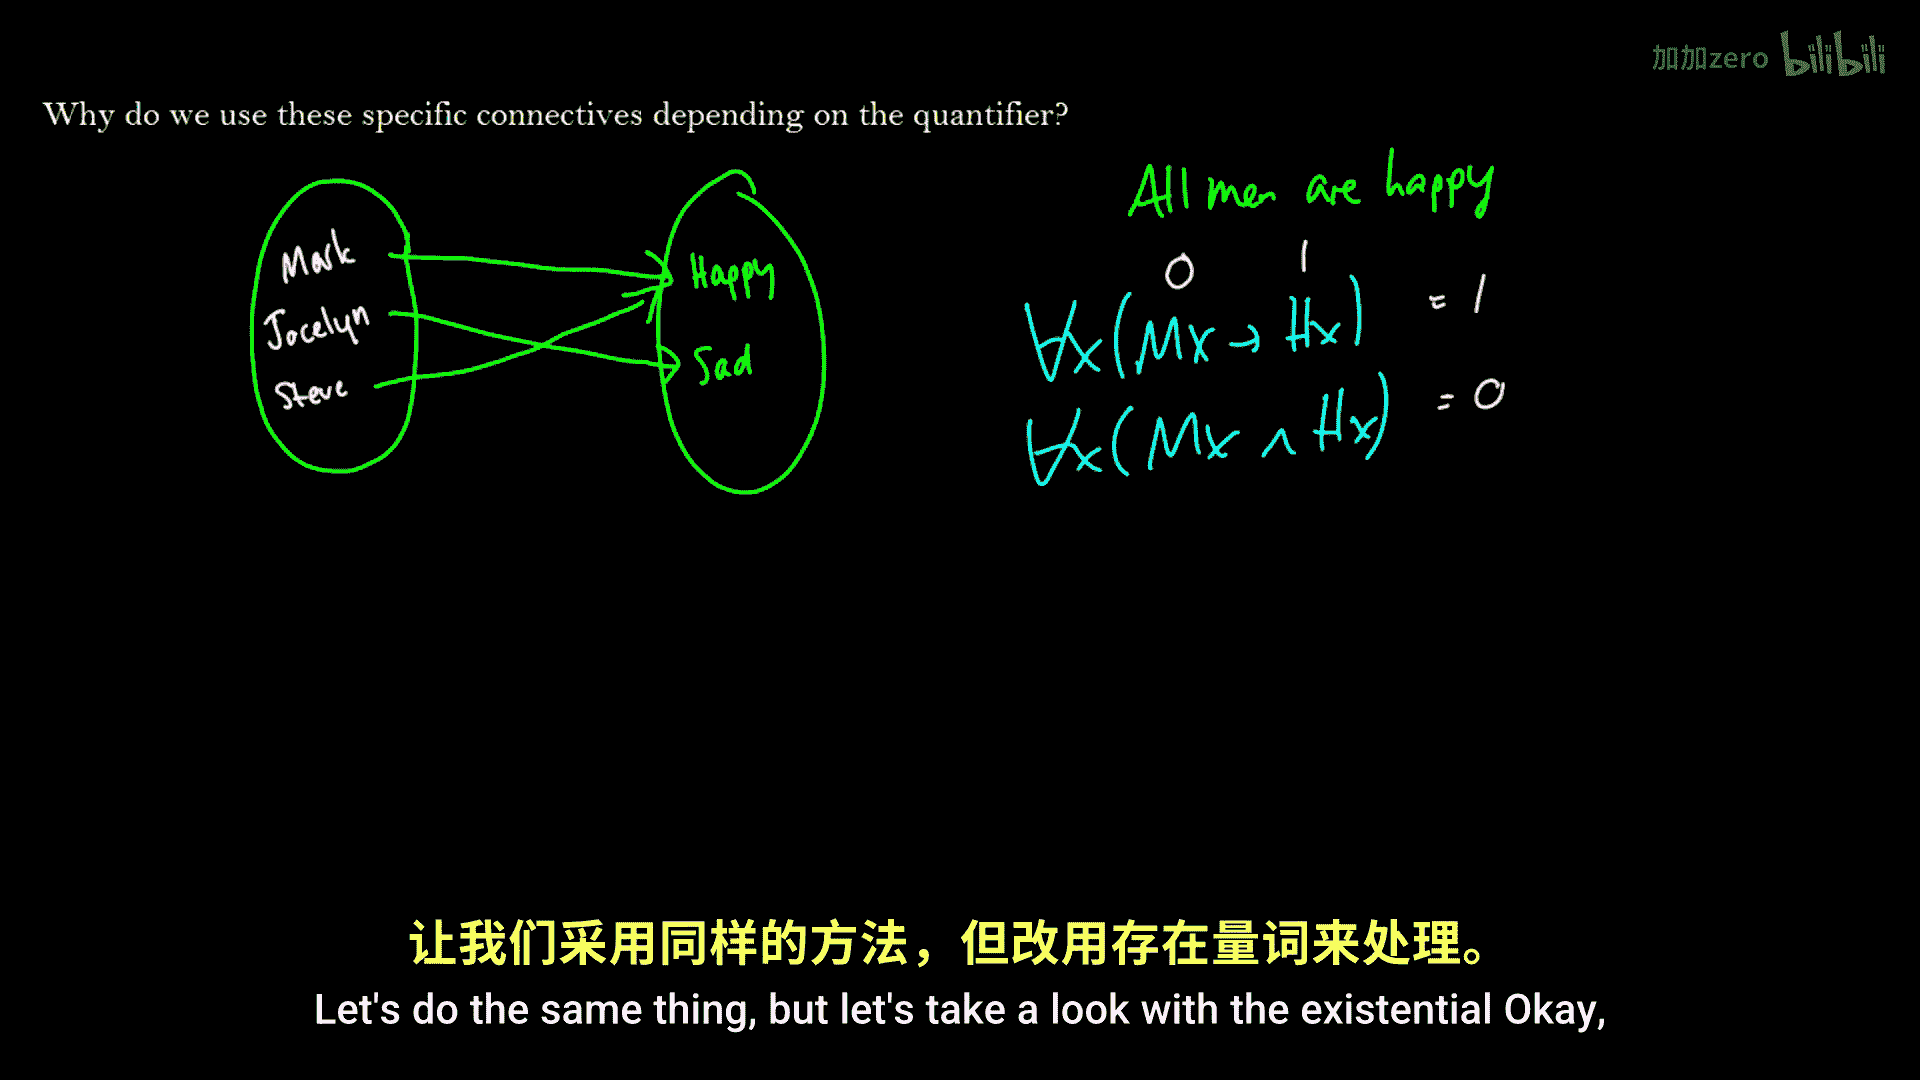 加加zero bilibili
Why do we use these specific connectives depending on the quantifier?
All men are happy
Mark
Jocelyn
Steve
Happy
Sad
0 1
∀x(Mx → Hx) = 1
∀x(Mx ∧ Hx) = 0
让我们采用同样的方法，但改用存在量词来处理。
Let's do the same thing, but let's take a look with the existential Okay,